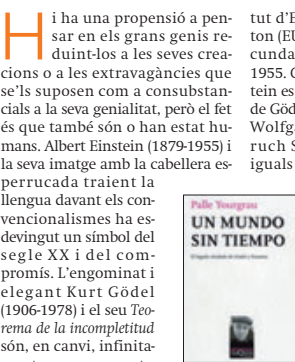 Hi ha una propensió a pen-
sar en els grans genis re-
duint-los a les seves crea-
cions o a les extravagàncies que
se'ls suposen com a consubstan-
cials a la seva genialitat, però el fet
és que també són o han estat hu-
mans. Albert Einstein (1879-1955) i
la seva imatge amb la cabellera es-
perrucada traient la
llengua davant els con-
vencionalismes ha es-
devingut un símbol del
segle XX i del com-
promís. L'engominat i
elegant Kurt Gödel
(1906-1978) i el seu Teo-
rema de la incompletitud
són, en canvi, infinita-
tut d'E
ton (EU
cunda
1955. G
tein es
de Göd
Wolfga
ruch S
iguals
Palle Yourgrau
UN MUNDO
SIN TIEMPO